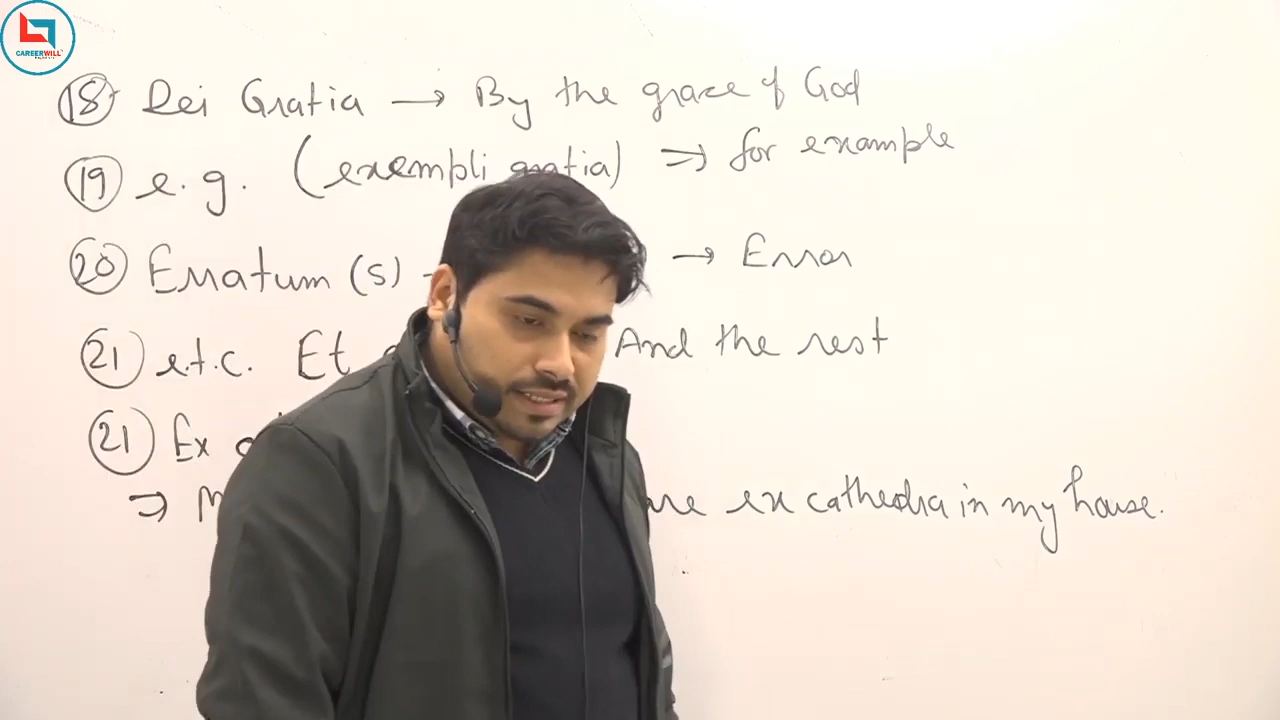 CAREERWILL
18 Dei Gratia → By the grace of God
19 e.g. (exempli gratia) ⇒ for example
20 Erratum (s) → Error
21 et.c. Et And the rest
21 Ex
⇒ ex cathedra in my house.